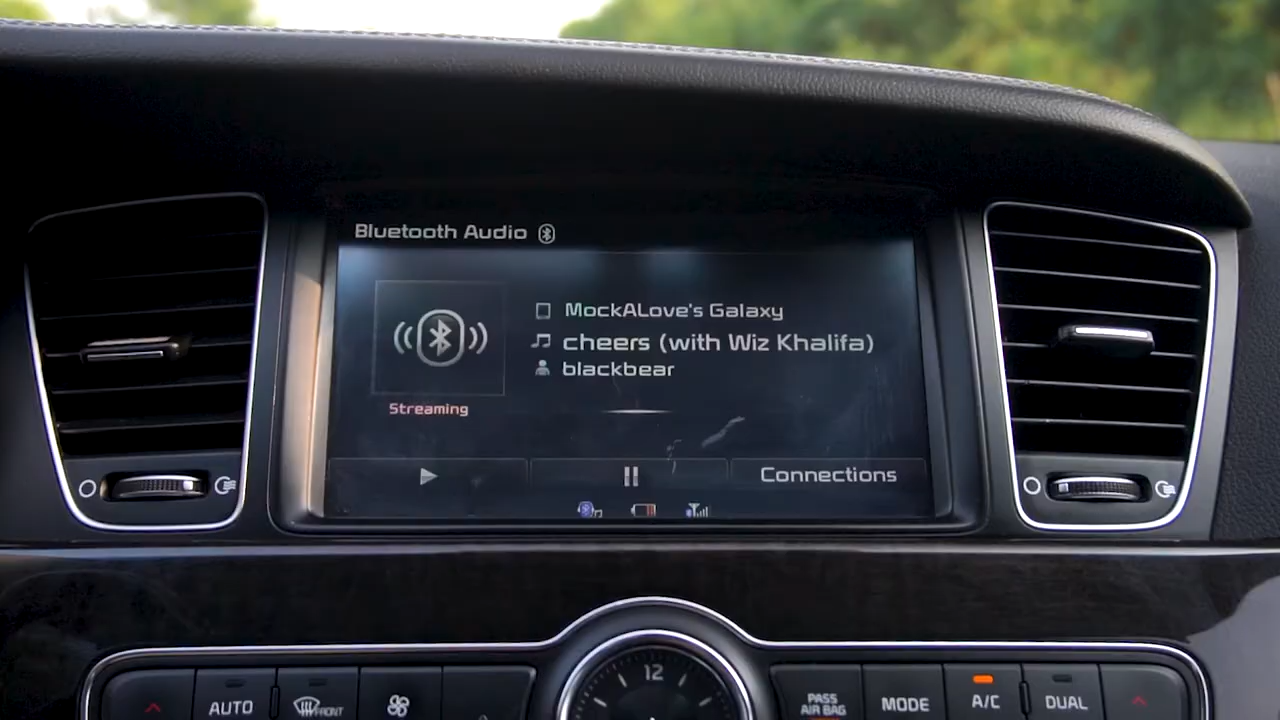 Bluetooth Audio
MockALove's Galaxy
cheers (with Wiz Khalifa)
blackbear
Streaming
Connections
12
AUTO
FRONT
PASS
AIR BAG
MODE
A/C
DUAL